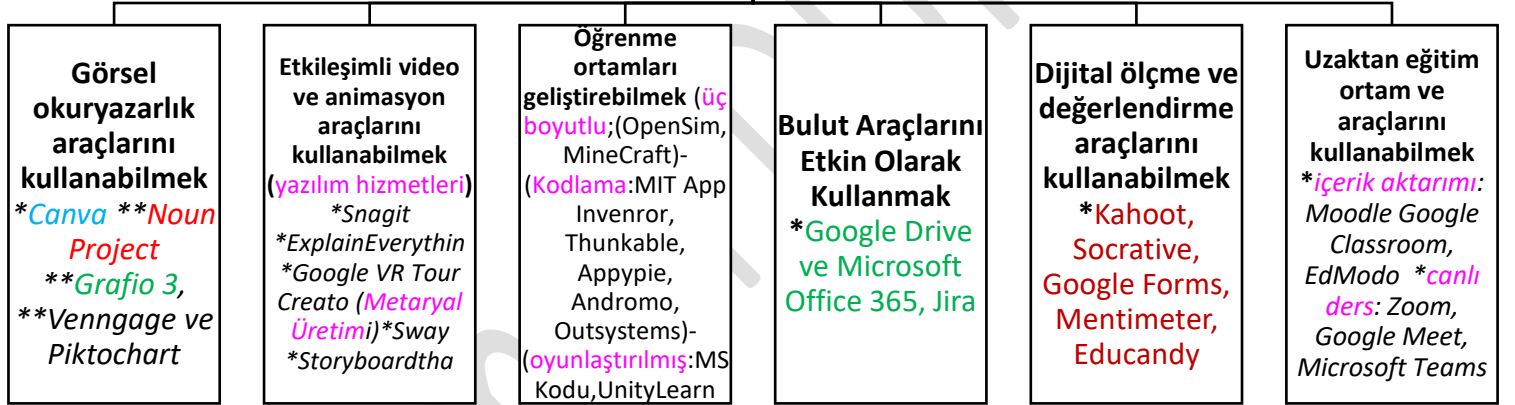 Görsel
okuryazarlık
araçlarını
kullanabilmek
*Canva **Noun
Project
**Grafio 3,
**Venngage ve
Piktochart
Etkileşimli video
ve animasyon
araçlarını
kullanabilmek
(yazılım hizmetleri)
*Snagit
*ExplainEverythin
*Google VR Tour
Creato (Metaryal
Üretimi)*Sway
*Storyboardtha
Öğrenme
ortamları
geliştirebilmek (üç
boyutlu;(OpenSim,
MineCraft)-
(Kodlama:MIT App
Invenror,
Thunkable,
Appypie,
Andromo,
Outsystems)-
(oyunlaştırılmış:MS
Kodu,UnityLearn
Bulut Araçlarını
Etkin Olarak
Kullanmak
*Google Drive
ve Microsoft
Office 365, Jira
Dijital ölçme ve
değerlendirme
araçlarını
kullanabilmek
*Kahoot,
Socrative,
Google Forms,
Mentimeter,
Educandy
Uzaktan eğitim
ortam ve
araçlarını
kullanabilmek
*içerik aktarımı:
Moodle Google
Classroom,
EdModo *canlı
ders: Zoom,
Google Meet,
Microsoft Teams